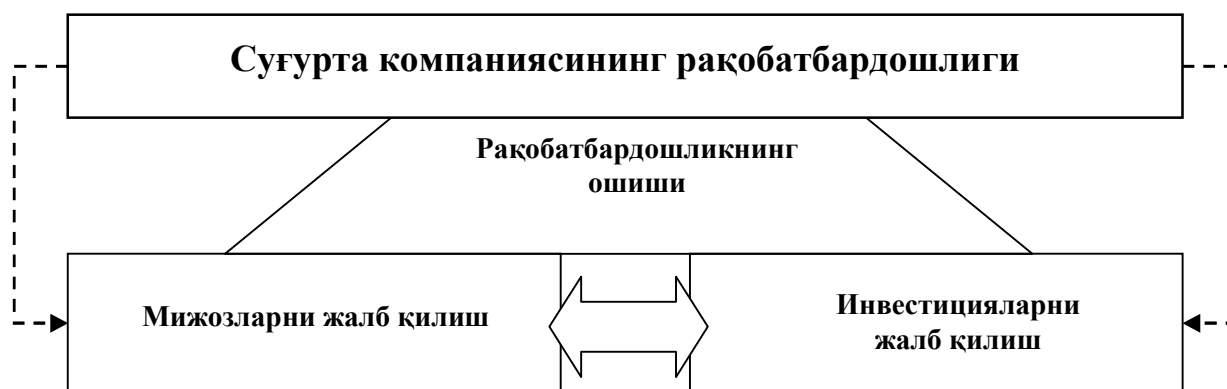 Суғурта компаниясининг рақобатбардошлиги
Рақобатбардошликнинг
ошиши
Мижозларни жалб қилиш
Инвестицияларни
жалб қилиш